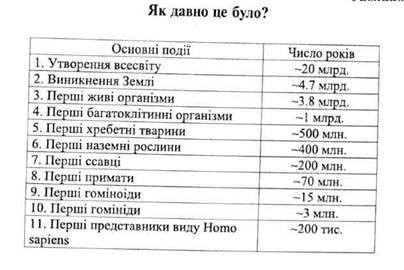 Як давно це було?
Основні події Число років
1. Утворення всесвіту ~20 млрд.
2. Виникнення Землі ~4.7 млрд.
3. Перші живі організми ~3.8 млрд.
4. Перші багатоклітинні організми ~1 млрд.
5. Перші хребетні тварини ~500 млн.
6. Перші наземні рослини ~400 млн.
7. Перші ссавці ~200 млн.
8. Перші примати ~70 млн.
9. Перші гоміноіди ~15 млн.
10. Перші гомініди ~3 млн.
11. Перші представники виду Homo ~200 тис.
sapiens